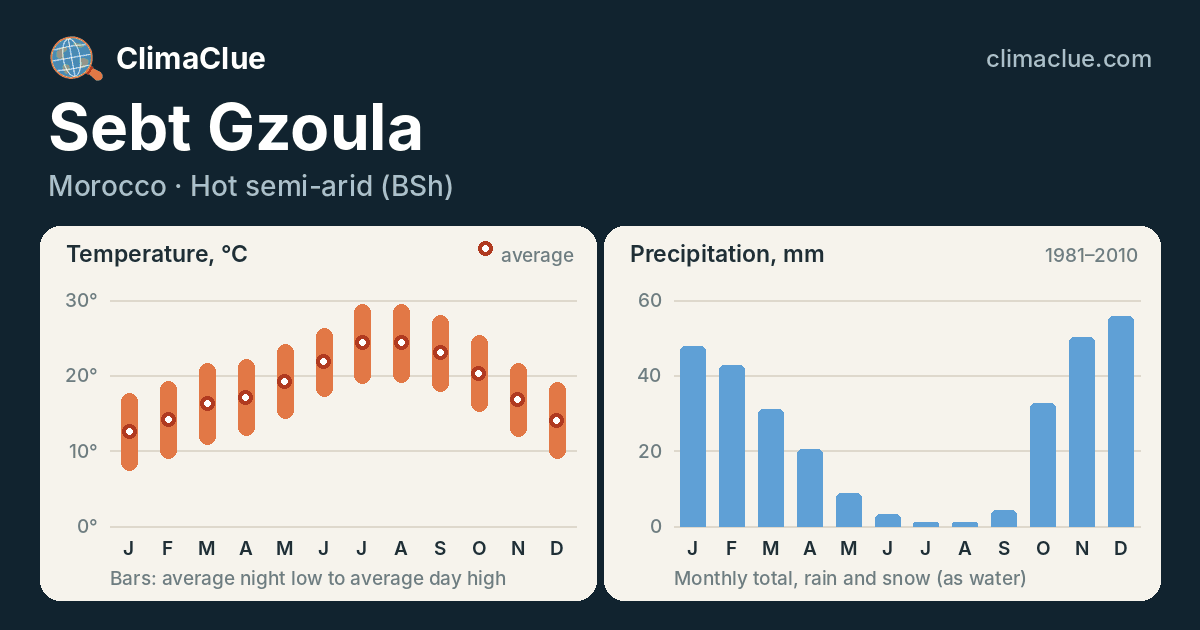 ClimaClue
climaclue.com
Sebt Gzoula
Morocco · Hot semi-arid (BSh)
Temperature, °C
average
30°
20°
10°
0°
J F M A M J J A S O N D
Bars: average night low to average day high
Precipitation, mm
1981–2010
60
40
20
0
J F M A M J J A S O N D
Monthly total, rain and snow (as water)